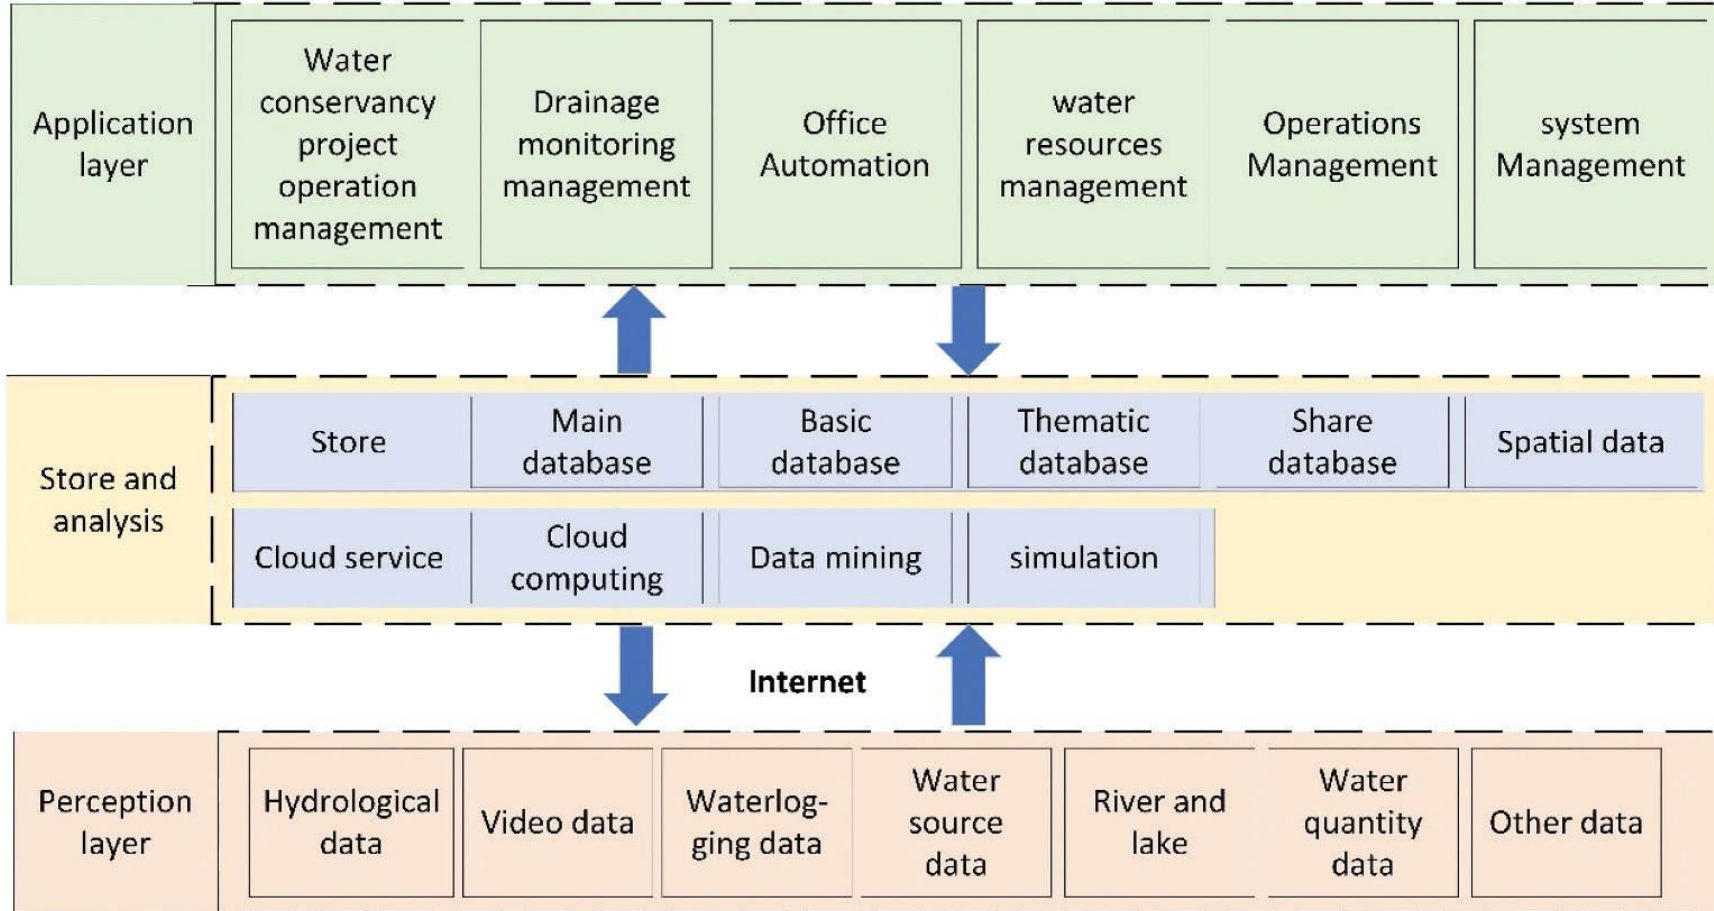 Application
layer
Water
conservancy
project
operation
management
Drainage
monitoring
management
Office
Automation
water
resources
management
Operations
Management
system
Management
Store and
analysis
Store
Main
database
Basic
database
Thematic
database
Share
database
Spatial data
Cloud service
Cloud
computing
Data mining
simulation
Internet
Perception
layer
Hydrological
data
Video data
Waterlog-
ging data
Water
source
data
River and
lake
Water
quantity
data
Other data